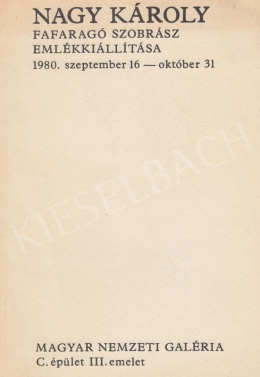 NAGY KÁROLY
FAFARAGÓ SZOBRÁSZ
EMLÉKKIÁLLÍTÁSA
1980. szeptember 16 — október 31
KIESELBACH
MAGYAR NEMZETI GALÉRIA
C. épület III. emelet